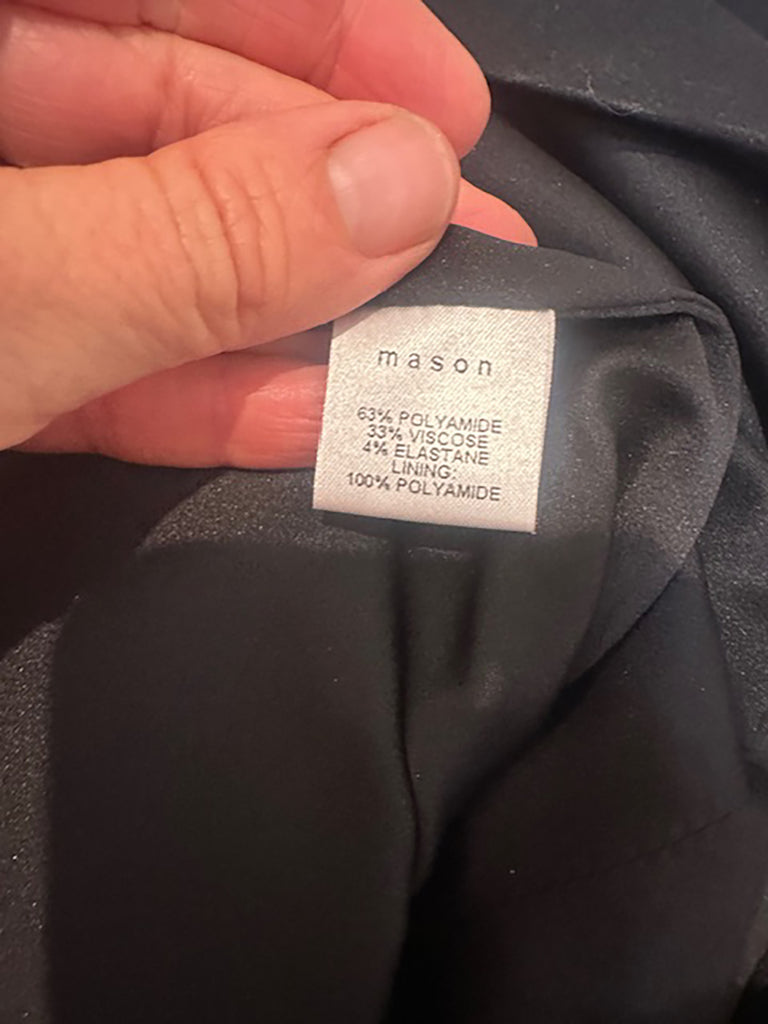 mason
63% POLYAMIDE
33% VISCOSE
4% ELASTANE
LINING:
100% POLYAMIDE